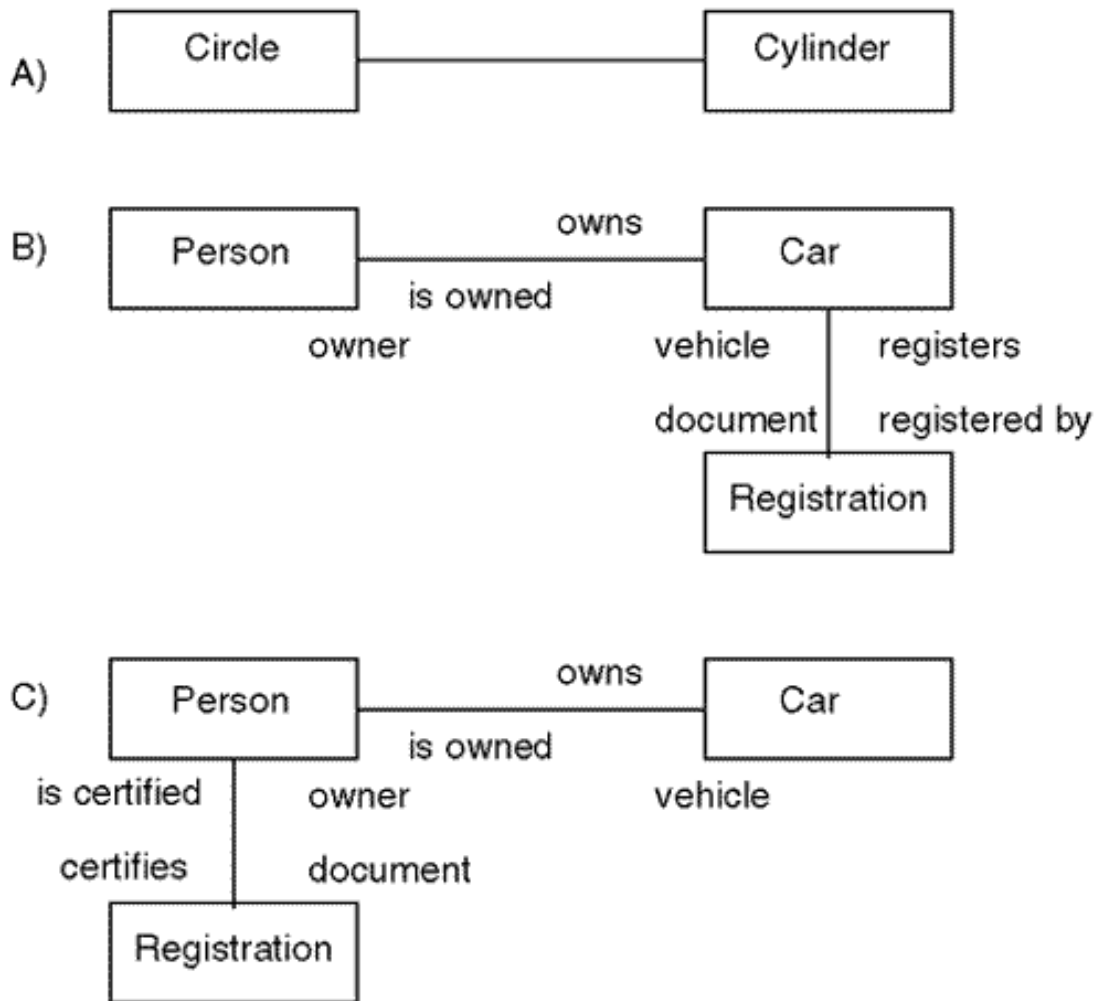 A)
Circle
Cylinder
B)
Person
owns
Car
is owned
owner
vehicle
registers
document
registered by
Registration
C)
Person
owns
Car
is owned
is certified
owner
vehicle
certifies
document
Registration